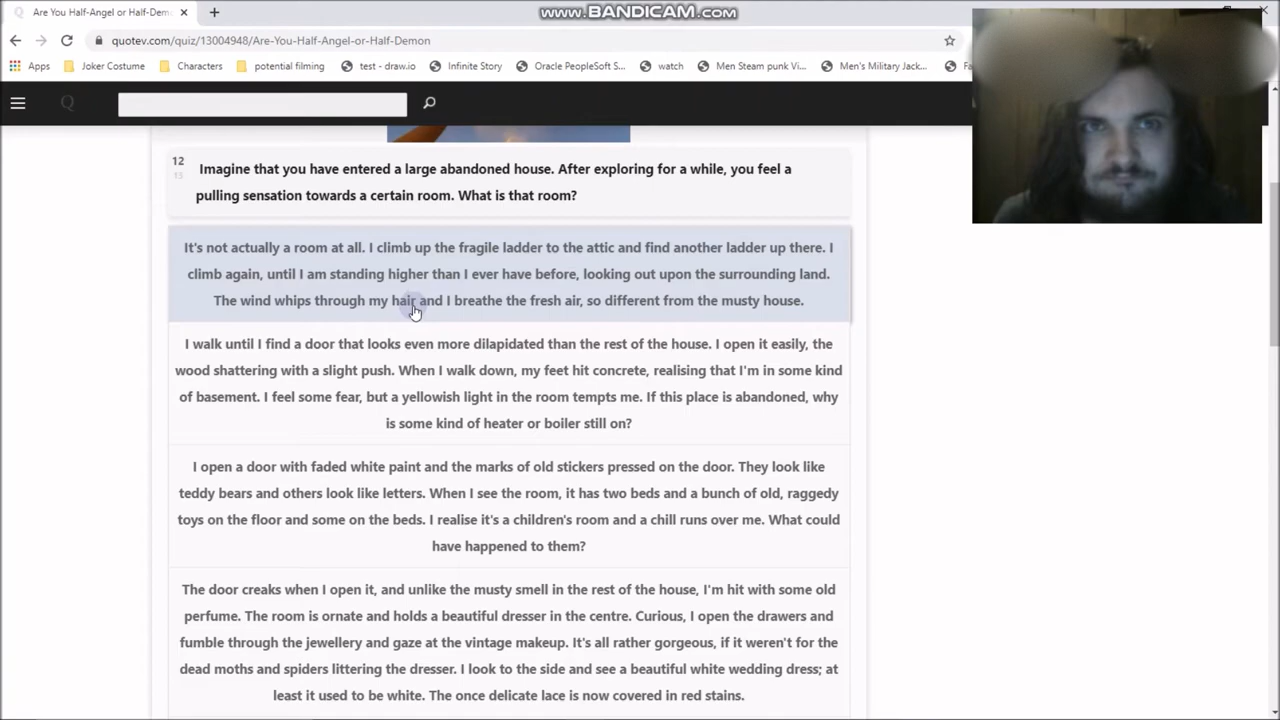 www.BANDICAM.com
Are You Half-Angel or Half-Demon
quotev.com/quiz/13004948/Are-You-Half-Angel-or-Half-Demon
Apps Joker Costume Characters potential filming test - draw.io Infinite Story Oracle PeopleSoft S... watch Men Steam punk Vi... Men's Military Jack...
Q
12 Imagine that you have entered a large abandoned house. After exploring for a while, you feel a
15 pulling sensation towards a certain room. What is that room?
It's not actually a room at all. I climb up the fragile ladder to the attic and find another ladder up there. I
climb again, until I am standing higher than I ever have before, looking out upon the surrounding land.
The wind whips through my hair and I breathe the fresh air, so different from the musty house.
I walk until I find a door that looks even more dilapidated than the rest of the house. I open it easily, the
wood shattering with a slight push. When I walk down, my feet hit concrete, realising that I'm in some kind
of basement. I feel some fear, but a yellowish light in the room tempts me. If this place is abandoned, why
is some kind of heater or boiler still on?
I open a door with faded white paint and the marks of old stickers pressed on the door. They look like
teddy bears and others look like letters. When I see the room, it has two beds and a bunch of old, raggedy
toys on the floor and some on the beds. I realise it's a children's room and a chill runs over me. What could
have happened to them?
The door creaks when I open it, and unlike the musty smell in the rest of the house, I'm hit with some old
perfume. The room is ornate and holds a beautiful dresser in the centre. Curious, I open the drawers and
fumble through the jewellery and gaze at the vintage makeup. It's all rather gorgeous, if it weren't for the
dead moths and spiders littering the dresser. I look to the side and see a beautiful white wedding dress; at
least it used to be white. The once delicate lace is now covered in red stains.